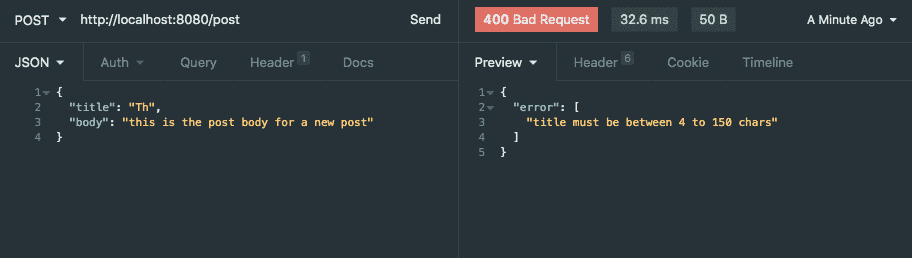 POST http://localhost:8080/post Send
JSON Auth Query Header 1 Docs
1 {
2 "title": "Th",
3 "body": "this is the post body for a new post"
4 }
400 Bad Request 32.6 ms 50 B A Minute Ago
Preview Header 6 Cookie Timeline
1 {
2 "error": [
3 "title must be between 4 to 150 chars"
4 ]
5 }